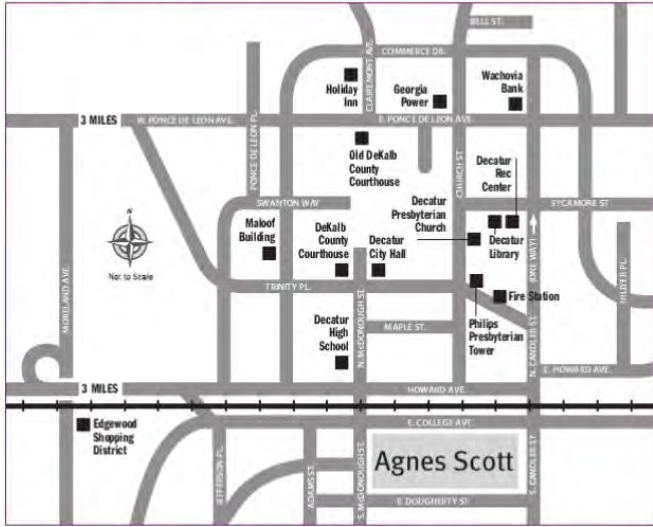 BELL ST.
COMMERCE DR.
CLAIREMONT AVE.
Holiday
Inn
Georgia
Power
Wachovia
Bank
3 MILES
W. PONCE DE LEON AVE.
E. PONCE DE LEON AVE.
PONCE DE LEON PL.
Old DeKalb
County
Courthouse
CHURCH ST
Decatur
Rec
Center
SWANTON WAY
Decatur
Presbyterian
Church
SYCAMORE ST
Maloof
Building
DeKalb
County
Courthouse
Decatur
City Hall
Decatur
Library
(ONE WAY)
N
Not to Scale
MORELAND AVE.
TRINITY PL.
HILLYER PL.
Fire Station
Decatur
High
School
N. McDONOUGH ST.
MAPLE ST.
Philips
Presbyterian
Tower
N. CANDLER ST.
E. HOWARD AVE.
3 MILES
HOWARD AVE.
Edgewood
Shopping
District
E. COLLEGE AVE.
JEFFERSON PL.
ADAMS ST.
S. McDONOUGH ST.
Agnes Scott
S. CANDLER ST
E. DOUGHERTY ST.